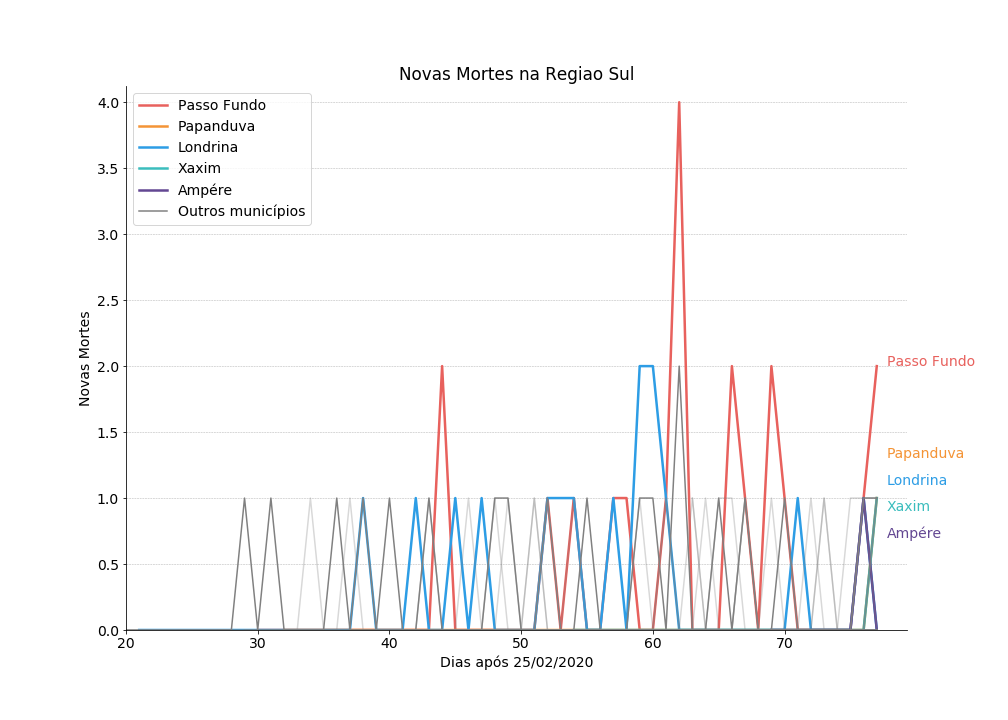 Novas Mortes na Regiao Sul
Passo Fundo
Papanduva
Londrina
Xaxim
Ampére
Outros municípios
4.0
3.5
3.0
2.5
2.0
1.5
1.0
0.5
0.0
Novas Mortes
20 30 40 50 60 70
Dias após 25/02/2020
Passo Fundo
Papanduva
Londrina
Xaxim
Ampére